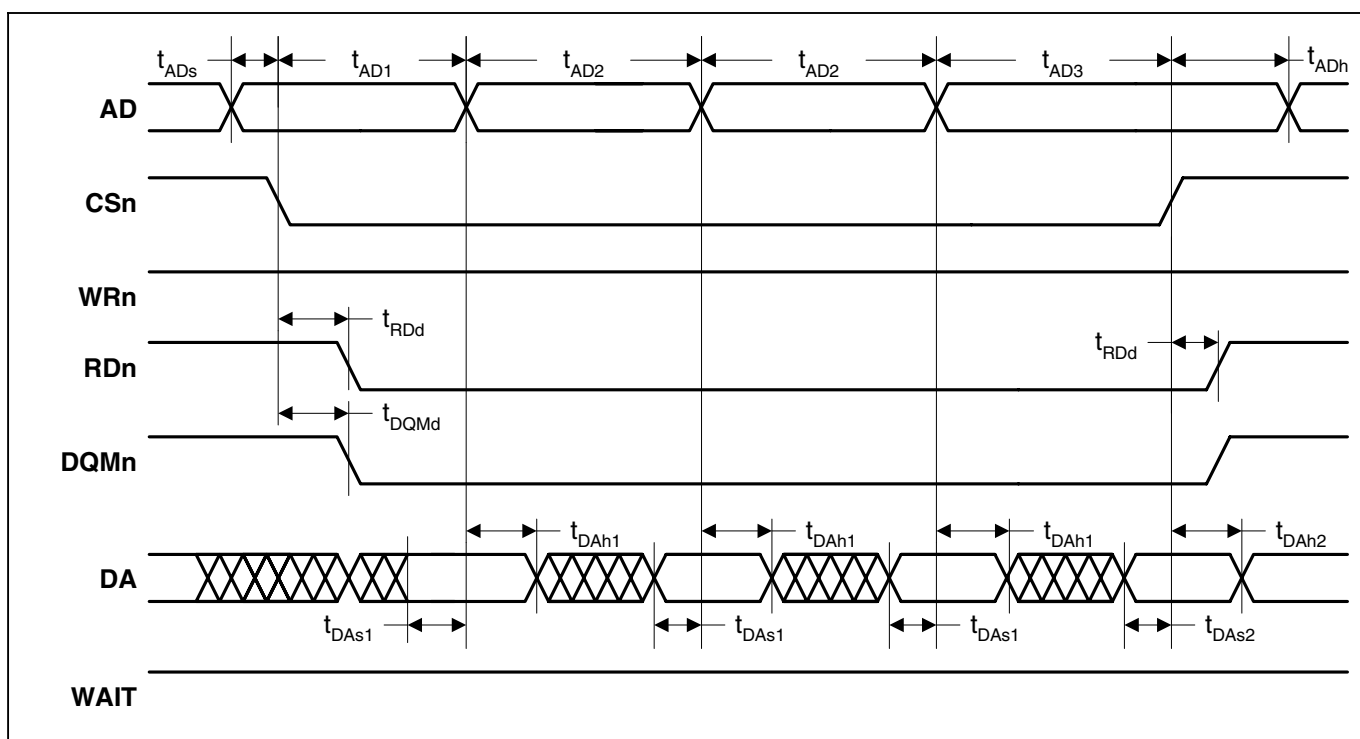 tADs tAD1 tAD2 tAD2 tAD3 tADh
AD
CSn
WRn
tRDd
RDn
tRDd
tDQMd
DQMn
tDAh1 tDAh1 tDAh1 tDAh2
DA
tDAs1 tDAs1 tDAs1 tDAs2
WAIT